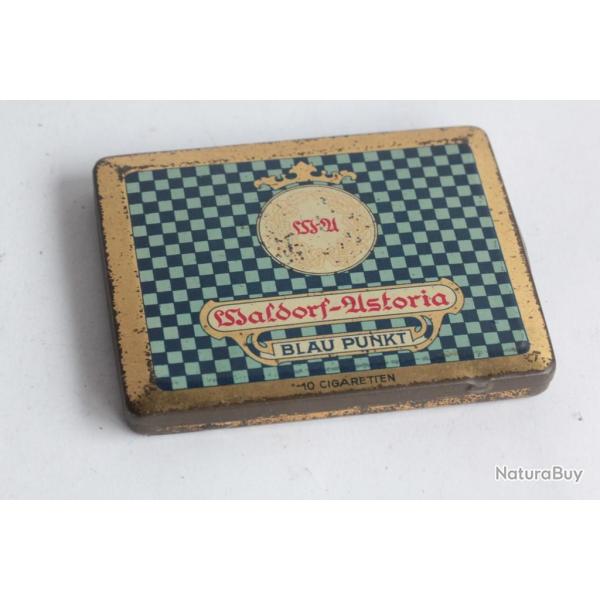 W-A
Waldorf-Astoria
BLAU PUNKT
10 CIGARETTEN
NaturaBuy